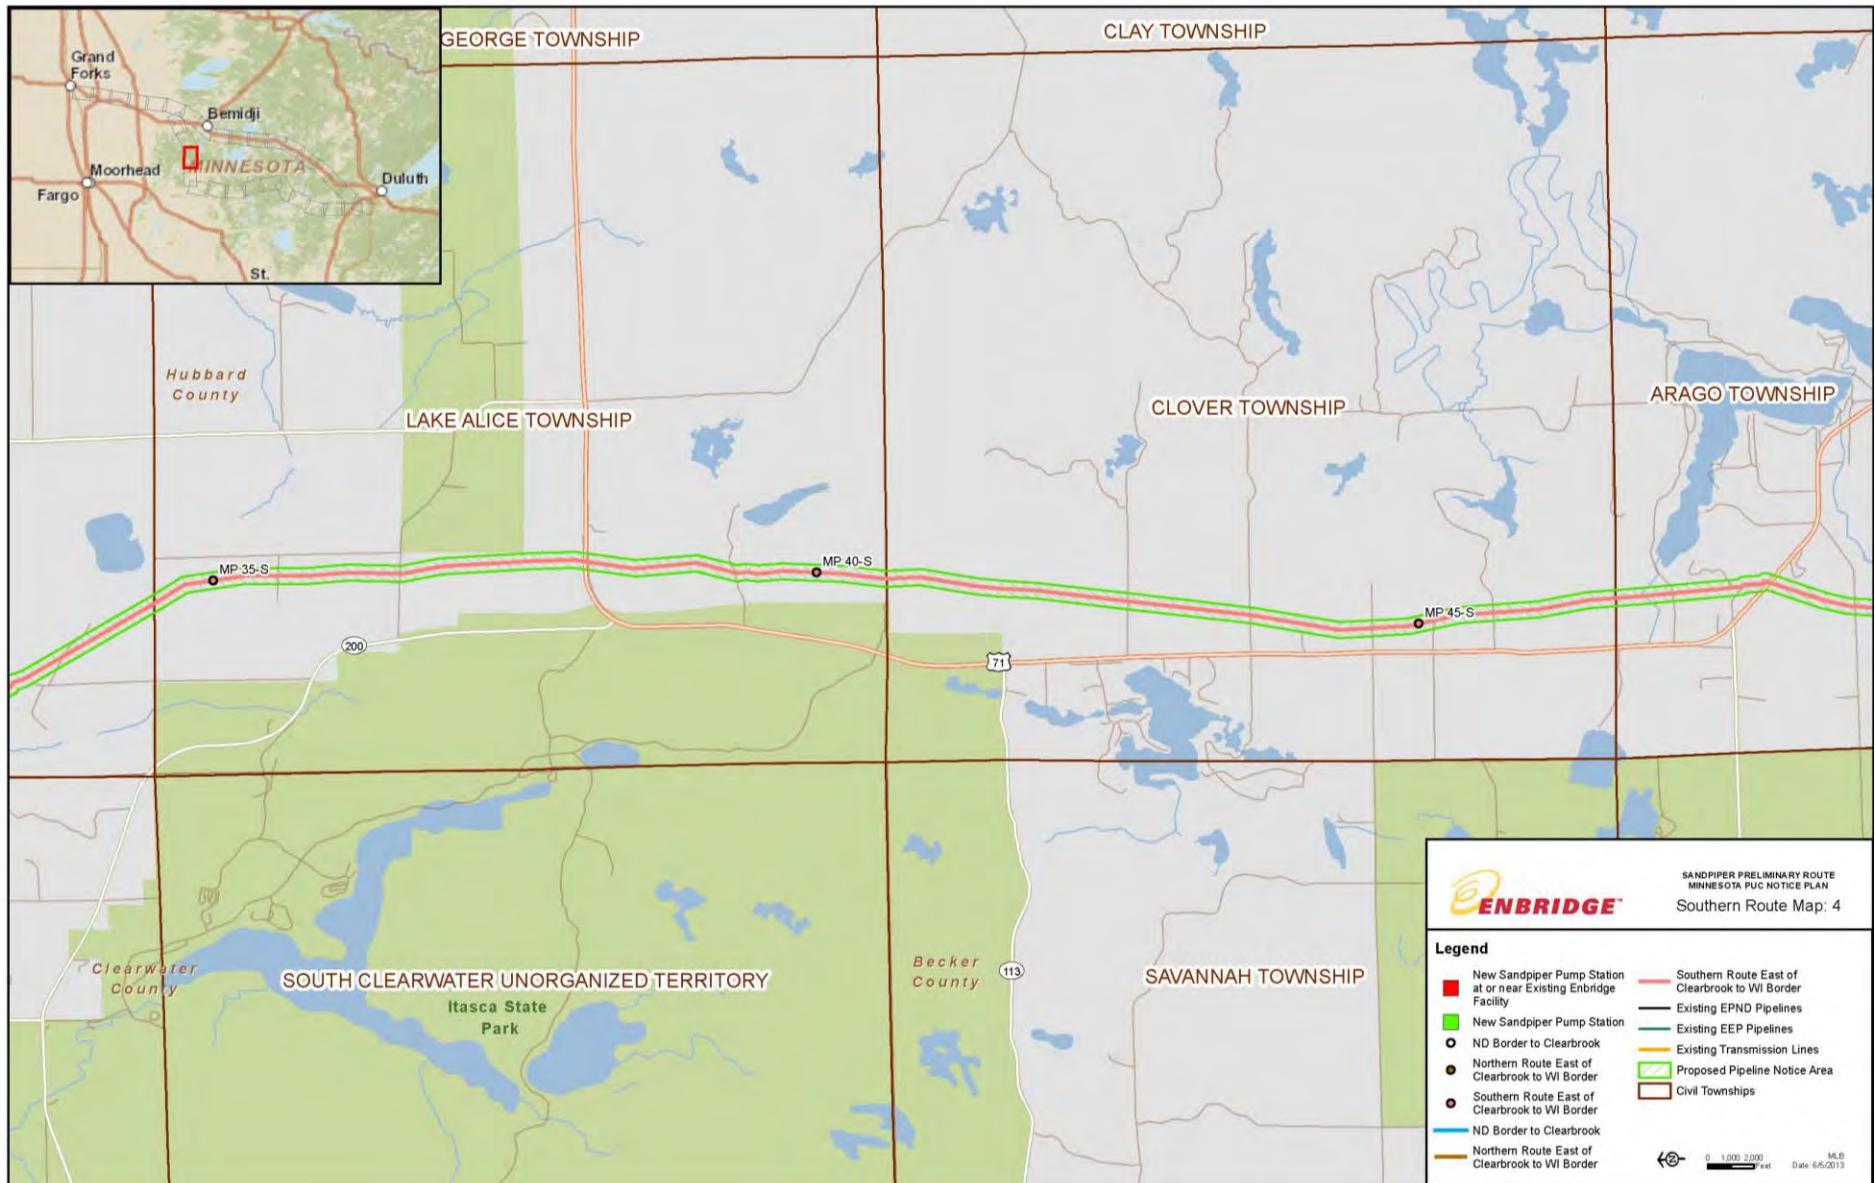 Grand
Forks
Bemidji
MINNESOTA
Moorhead
Fargo
Duluth
St.
GEORGE TOWNSHIP
CLAY TOWNSHIP
Hubbard
County
LAKE ALICE TOWNSHIP
CLOVER TOWNSHIP
ARAGO TOWNSHIP
MP 35-S
MP 40-S
MP 45-S
200
71
Clearwater
County
SOUTH CLEARWATER UNORGANIZED TERRITORY
Itasca State
Park
Becker
County
113
SAVANNAH TOWNSHIP
ENBRIDGE™
SANDPIPER PRELIMINARY ROUTE
MINNESOTA PUC NOTICE PLAN
Southern Route Map: 4
Legend
New Sandpiper Pump Station
at or near Existing Enbridge
Facility
New Sandpiper Pump Station
ND Border to Clearbrook
Northern Route East of
Clearbrook to WI Border
Southern Route East of
Clearbrook to WI Border
ND Border to Clearbrook
Northern Route East of
Clearbrook to WI Border
Southern Route East of
Clearbrook to WI Border
Existing EPND Pipelines
Existing EEP Pipelines
Existing Transmission Lines
Proposed Pipeline Notice Area
Civil Townships
N
0 1,000 2,000
Feet
MLB
Date: 6/5/2013